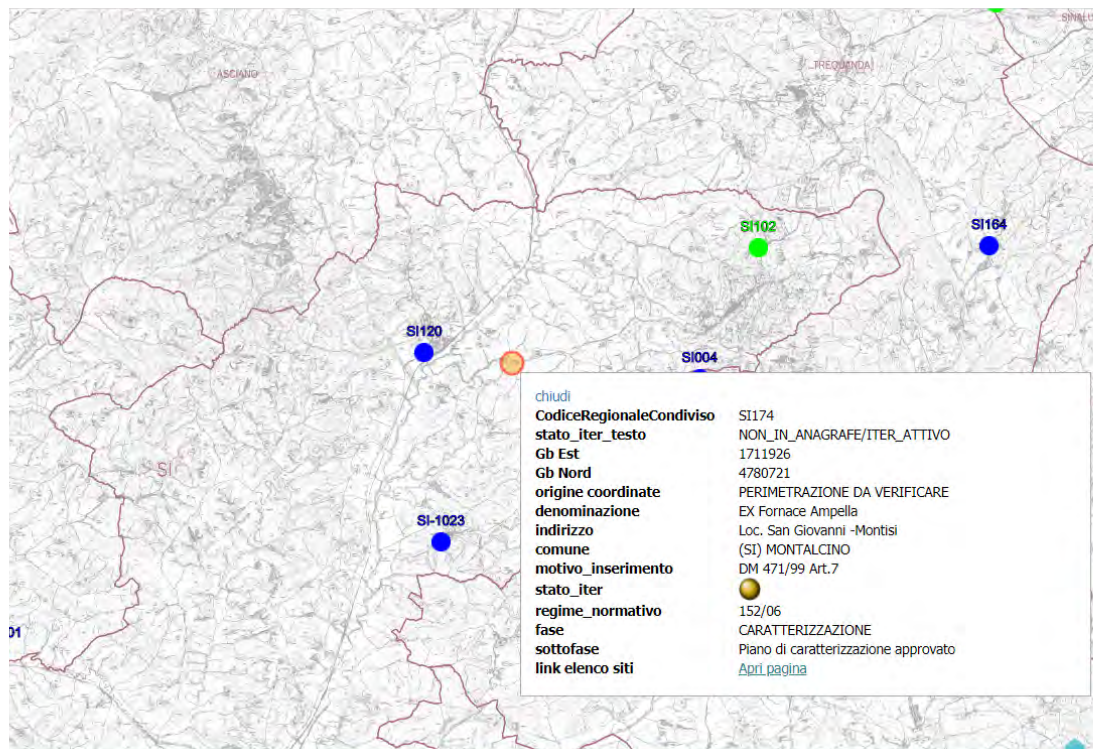 SINALU
ASCIANO
TREQUANDA
SI102
SI164
SI120
SI004
SI
SI-1023
01
chiudi
CodiceRegionaleCondiviso SI174
stato_iter_testo NON_IN_ANAGRAFE/ITER_ATTIVO
Gb Est 1711926
Gb Nord 4780721
origine coordinate PERIMETRAZIONE DA VERIFICARE
denominazione EX Fornace Ampella
indirizzo Loc. San Giovanni -Montisi
comune (SI) MONTALCINO
motivo_inserimento DM 471/99 Art.7
stato_iter
regime_normativo 152/06
fase CARATTERIZZAZIONE
sottofase Piano di caratterizzazione approvato
link elenco siti Apri pagina